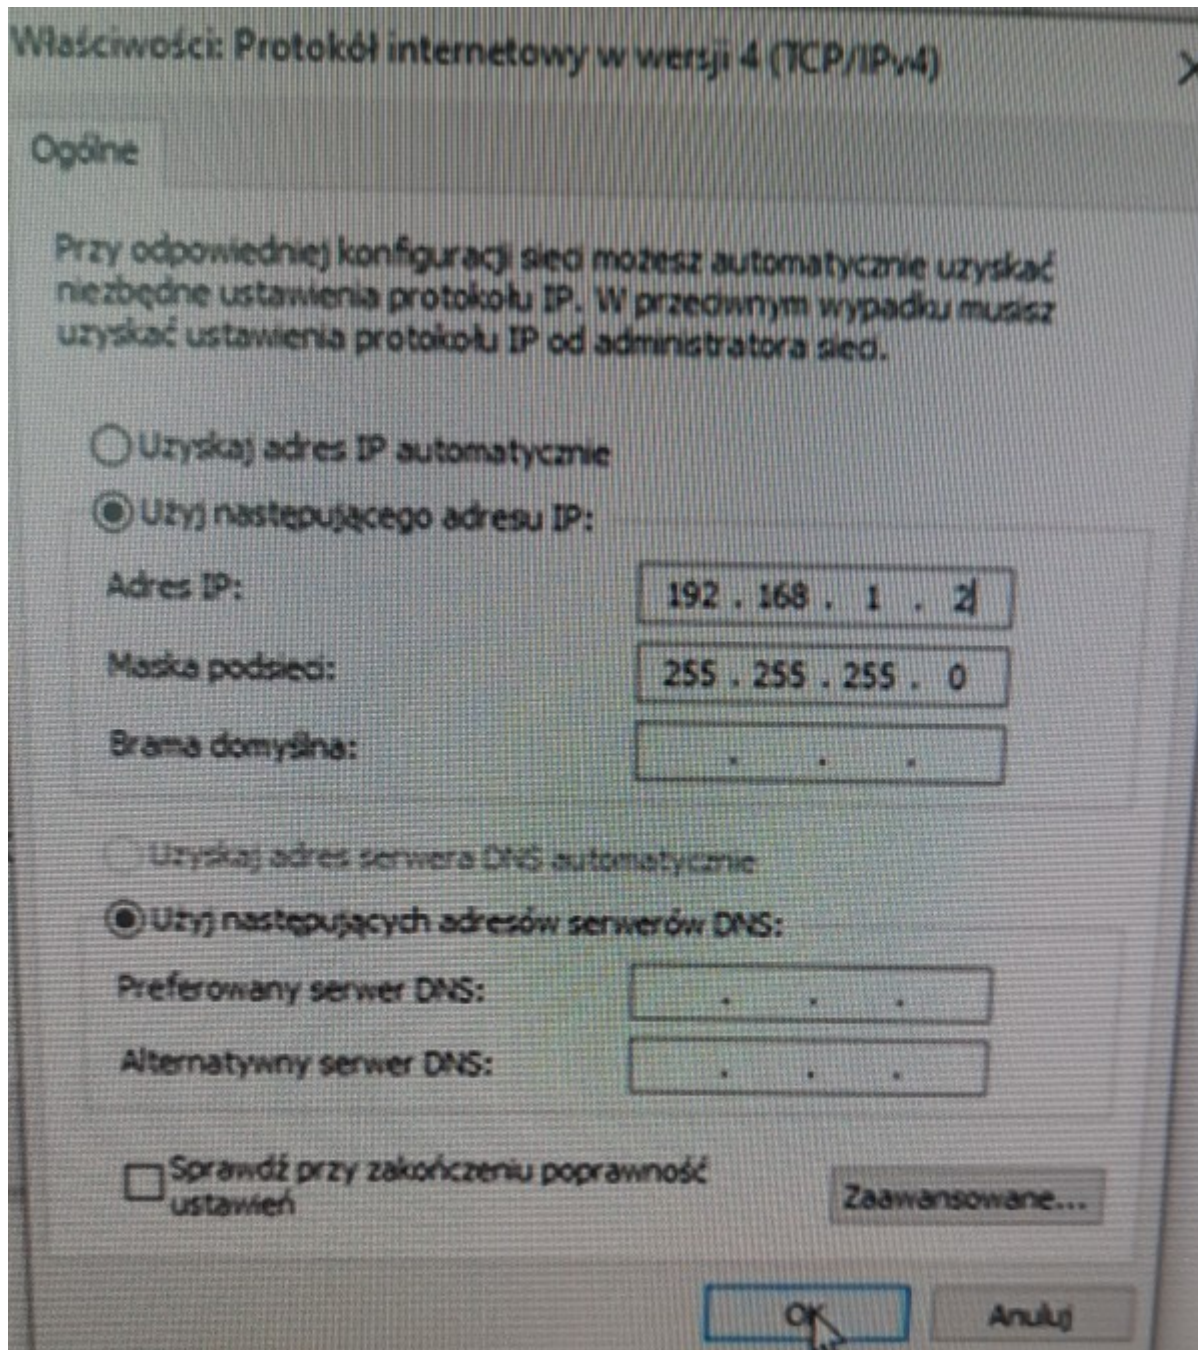 Właściwości: Protokół internetowy w wersji 4 (TCP/IPv4)
Ogólne
Przy odpowiedniej konfiguracji sieci możesz automatycznie uzyskać
niezbędne ustawienia protokołu IP. W przeciwnym wypadku musisz
uzyskać ustawienia protokołu IP od administratora sieci.
Uzyskaj adres IP automatycznie
Użyj następującego adresu IP:
Adres IP: 192 . 168 . 1 . 2
Maska podsieci: 255 . 255 . 255 . 0
Brama domyślna: . . .
Uzyskaj adres serwera DNS automatycznie
Użyj następujących adresów serwerów DNS:
Preferowany serwer DNS: . . .
Alternatywny serwer DNS: . . .
Sprawdź przy zakończeniu poprawność
ustawień
Zaawansowane...
OK Anuluj